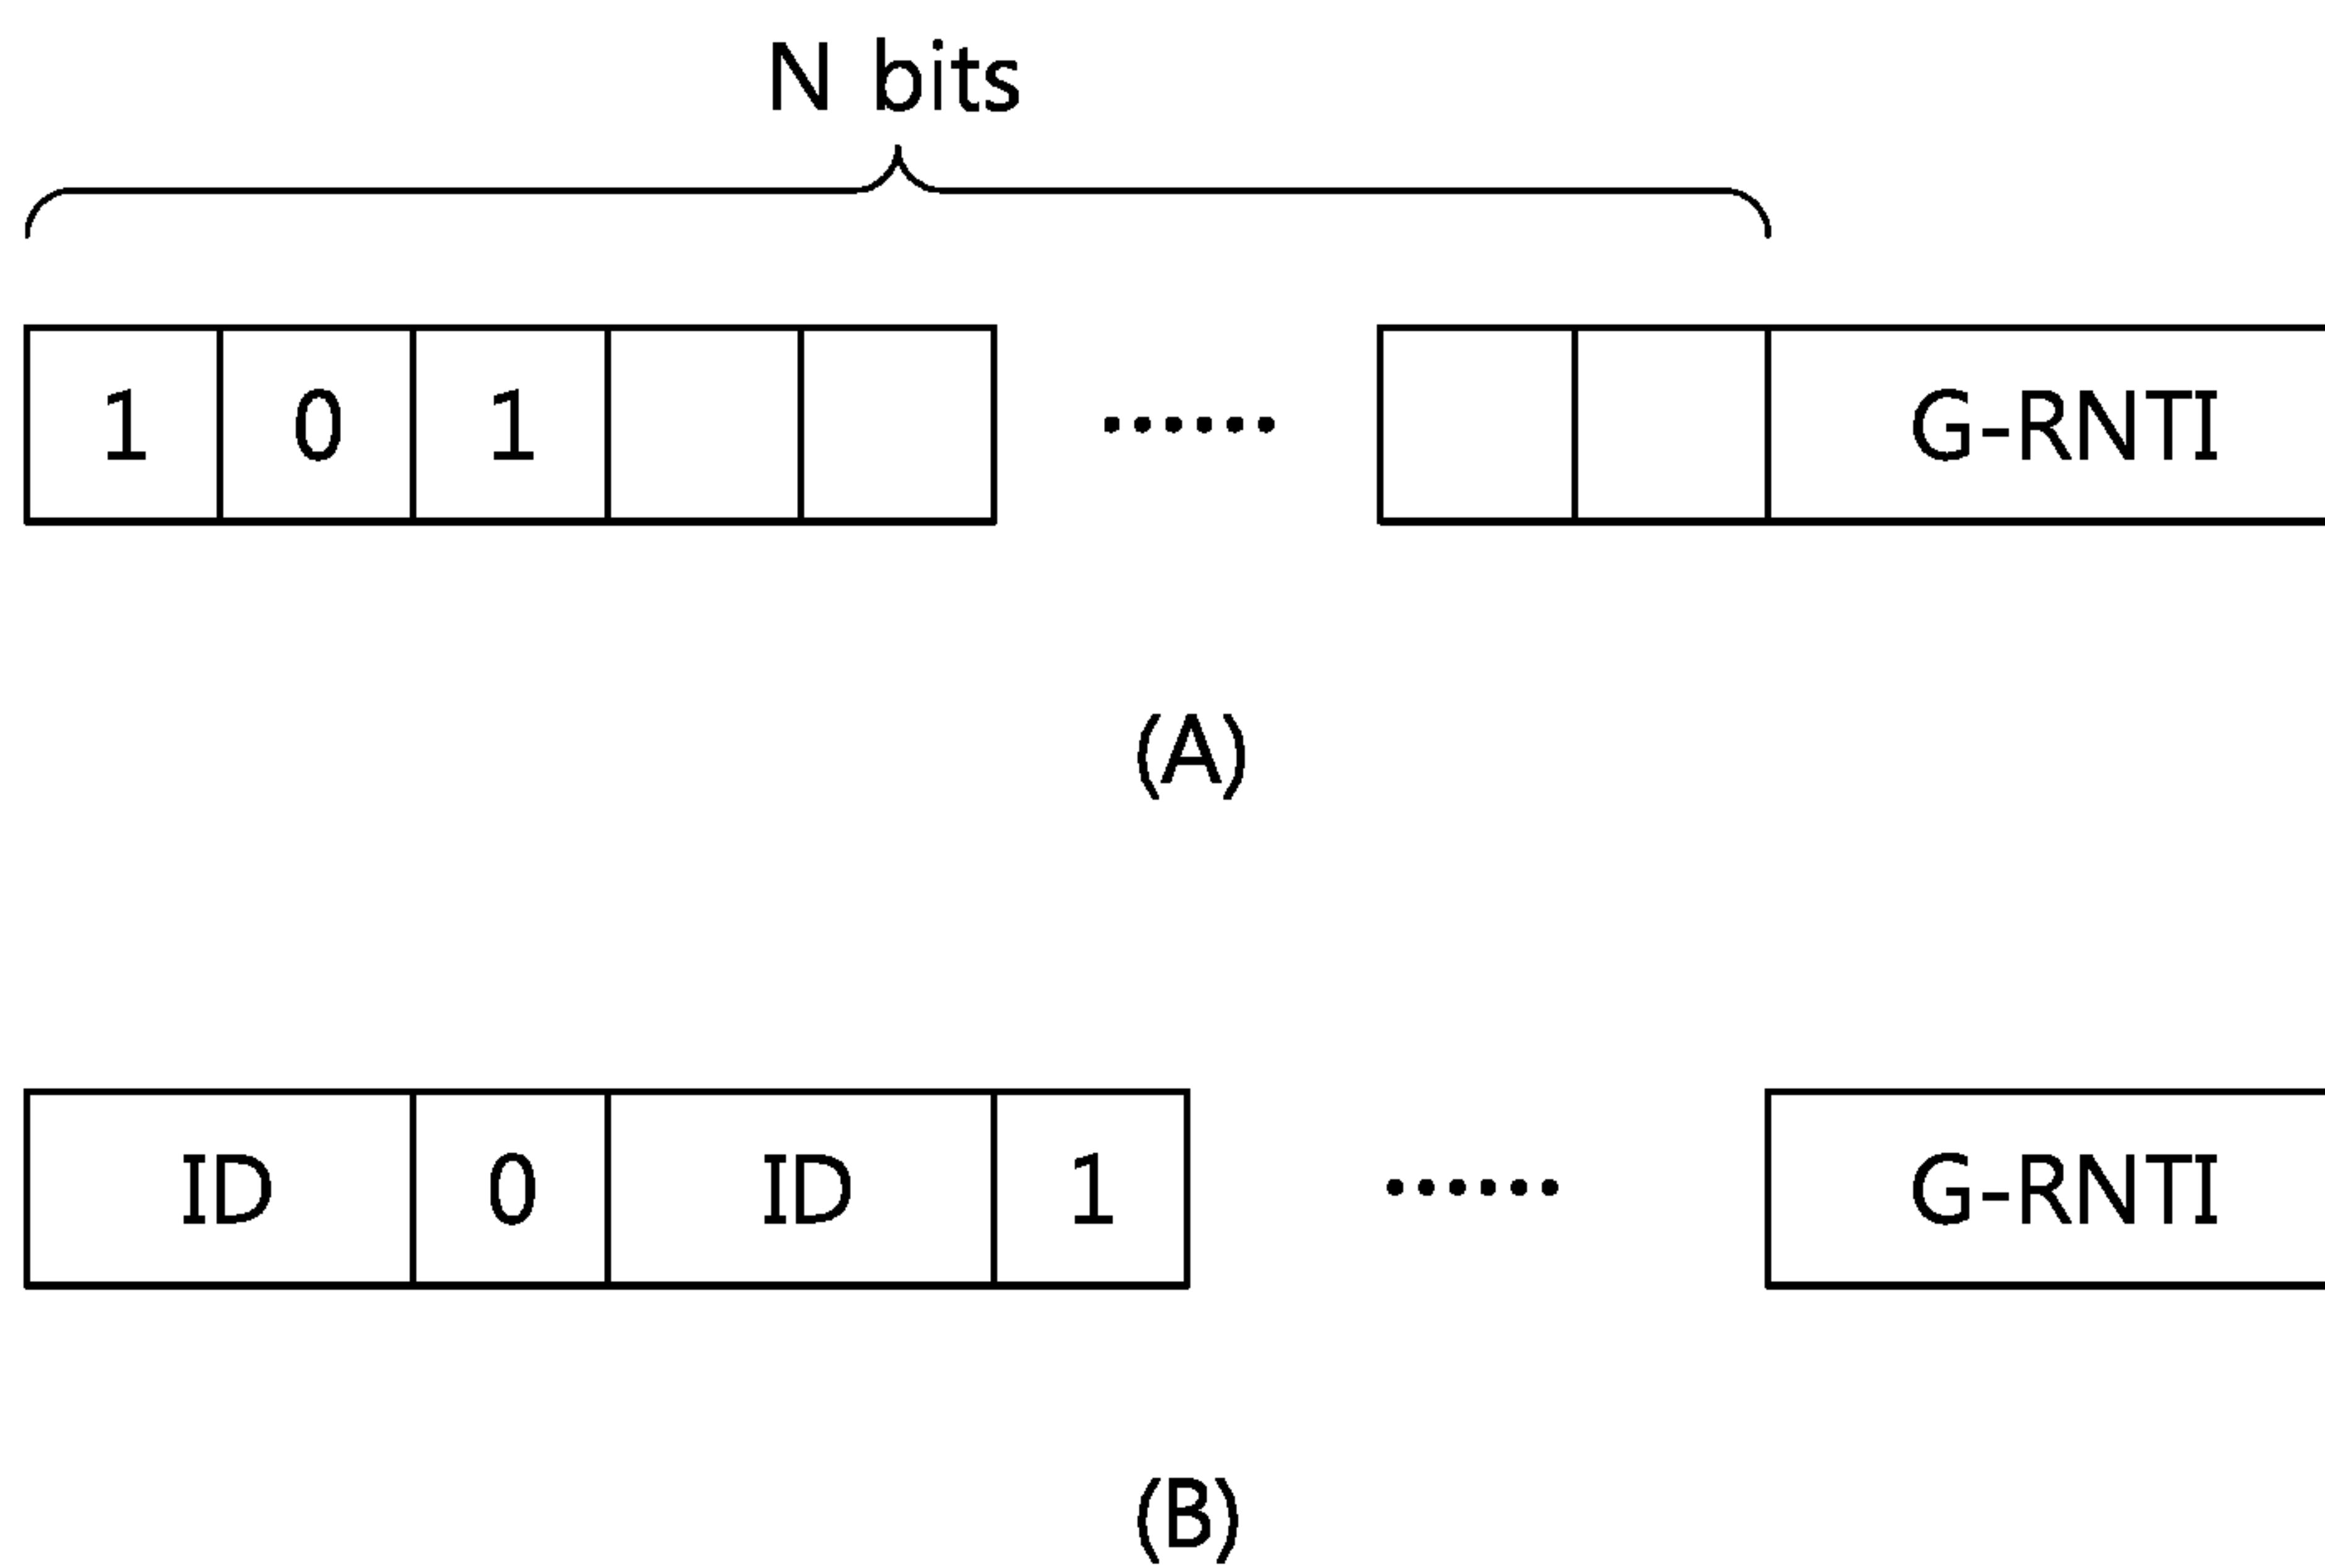 N bits
1 0 1 ...... G-RNTI
(A)
ID 0 ID 1 ...... G-RNTI
(B)